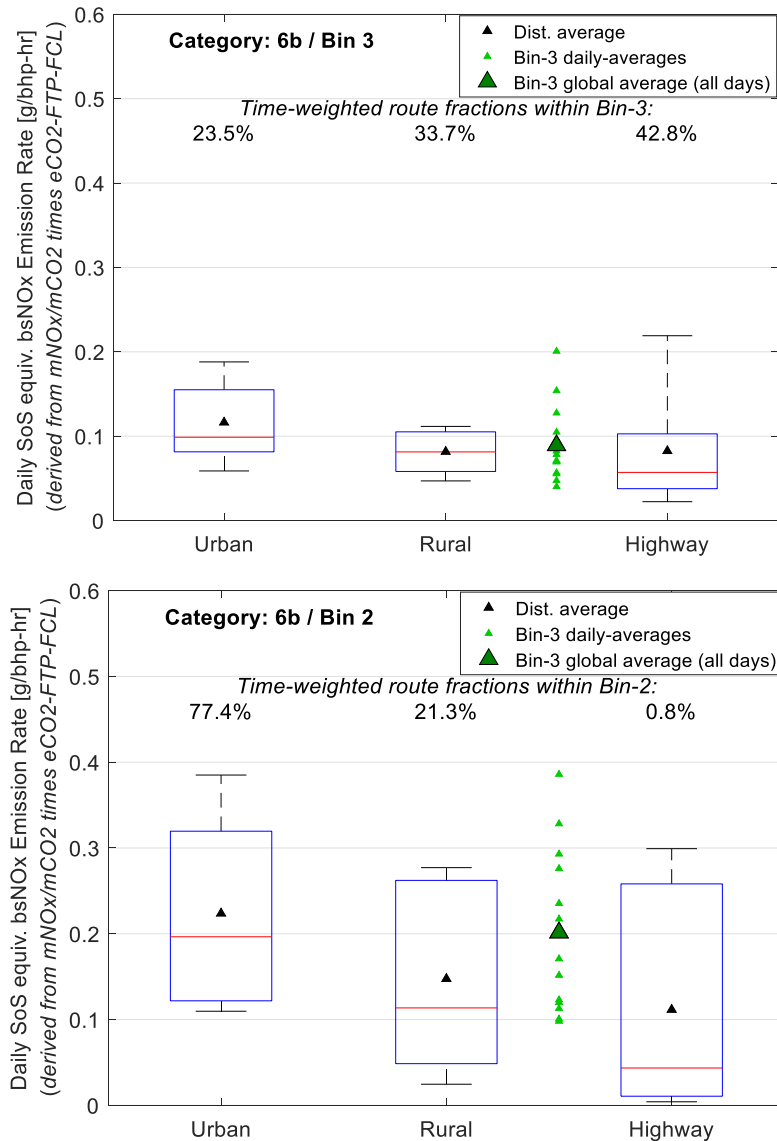 Category: 6b / Bin 3
Dist. average
Bin-3 daily-averages
Bin-3 global average (all days)
Time-weighted route fractions within Bin-3:
23.5% 33.7% 42.8%
Daily SoS equiv. bsNOx Emission Rate [g/bhp-hr]
(derived from mNOx/mCO2 times eCO2-FTP-FCL)
0.6
0.5
0.4
0.3
0.2
0.1
0
Urban Rural Highway
Category: 6b / Bin 2
Dist. average
Bin-3 daily-averages
Bin-3 global average (all days)
Time-weighted route fractions within Bin-2:
77.4% 21.3% 0.8%
Daily SoS equiv. bsNOx Emission Rate [g/bhp-hr]
(derived from mNOx/mCO2 times eCO2-FTP-FCL)
0.6
0.5
0.4
0.3
0.2
0.1
0
Urban Rural Highway